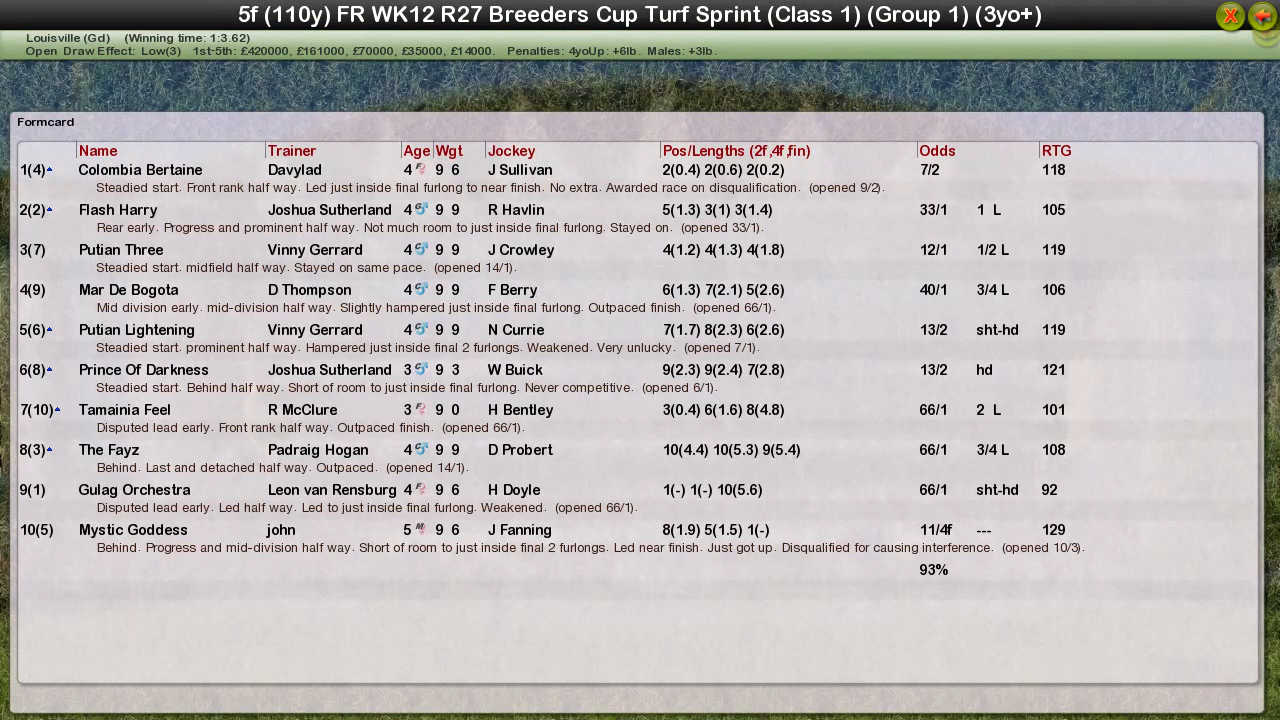 5f (110y) FR WK12 R27 Breeders Cup Turf Sprint (Class 1) (Group 1) (3yo+)
Louisville (Gd) (Winning time: 1:3.62)
Open Draw Effect: Low(3) 1st-5th: £420000, £161000, £70000, £35000, £14000. Penalties: 4yoUp: +6lb. Males: +3lb.
Formcard
Name Trainer Age Wgt Jockey Pos/Lengths (2f,4f,fin) Odds RTG
1(4) Colombia Bertaine Davylad 4 9 6 J Sullivan 2(0.4) 2(0.6) 2(0.2) 7/2 118
Steadied start. Front rank half way. Led just inside final furlong to near finish. No extra. Awarded race on disqualification. (opened 9/2).
2(2) Flash Harry Joshua Sutherland 4 9 9 R Havlin 5(1.3) 3(1) 3(1.4) 33/1 1 L 105
Rear early. Progress and prominent half way. Not much room to just inside final furlong. Stayed on. (opened 33/1).
3(7) Putian Three Vinny Gerrard 4 9 9 J Crowley 4(1.2) 4(1.3) 4(1.8) 12/1 1/2 L 119
Steadied start. midfield half way. Stayed on same pace. (opened 14/1).
4(9) Mar De Bogota D Thompson 4 9 9 F Berry 6(1.3) 7(2.1) 5(2.6) 40/1 3/4 L 106
Mid division early. mid-division half way. Slightly hampered just inside final furlong. Outpaced finish. (opened 66/1).
5(6) Putian Lightening Vinny Gerrard 4 9 9 N Currie 7(1.7) 8(2.3) 6(2.6) 13/2 sht-hd 119
Steadied start. prominent half way. Hampered just inside final 2 furlongs. Weakened. Very unlucky. (opened 7/1).
6(8) Prince Of Darkness Joshua Sutherland 3 9 3 W Buick 9(2.3) 9(2.4) 7(2.8) 13/2 hd 121
Steadied start. Behind half way. Short of room to just inside final furlong. Never competitive. (opened 6/1).
7(10) Tamainia Feel R McClure 3 9 0 H Bentley 3(0.4) 6(1.6) 8(4.8) 66/1 2 L 101
Disputed lead early. Front rank half way. Outpaced finish. (opened 66/1).
8(3) The Fayz Padraig Hogan 4 9 9 D Probert 10(4.4) 10(5.3) 9(5.4) 66/1 3/4 L 108
Behind. Last and detached half way. Outpaced. (opened 14/1).
9(1) Gulag Orchestra Leon van Rensburg 4 9 6 H Doyle 1(-) 1(-) 10(5.6) 66/1 sht-hd 92
Disputed lead early. Led half way. Led to just inside final furlong. Weakened. (opened 66/1).
10(5) Mystic Goddess john 5 M 9 6 J Fanning 8(1.9) 5(1.5) 1(-) 11/4f --- 129
Behind. Progress and mid-division half way. Short of room to just inside final 2 furlongs. Led near finish. Just got up. Disqualified for causing interference. (opened 10/3).
93%